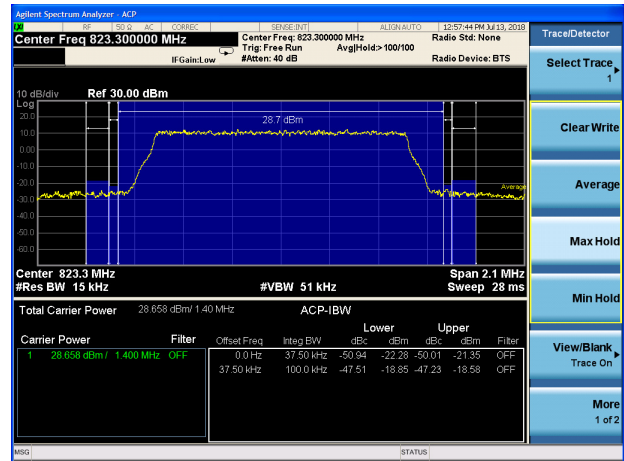 Agilent Spectrum Analyzer - ACP
RF 50 Ω AC CORREC SENSE:INT ALIGN AUTO 12:57:44 PM Jul 13, 2018
Center Freq 823.300000 MHz
Center Freq: 823.300000 MHz Radio Std: None
Trig: Free Run Avg|Hold:> 100/100
IFGain:Low #Atten: 40 dB Radio Device: BTS
Trace/Detector
Select Trace
1
Clear Write
Average
Max Hold
Min Hold
View/Blank
Trace On
More
1 of 2
10 dB/div Ref 30.00 dBm
Log
20.0
28.7 dBm
10.0
0.00
-10.0
-20.0
Average
-30.0
-40.0
-50.0
-60.0
Center 823.3 MHz Span 2.1 MHz
#Res BW 15 kHz #VBW 51 kHz Sweep 28 ms
Total Carrier Power 28.658 dBm/ 1.40 MHz ACP-IBW
Lower Upper
Carrier Power Filter Offset Freq Integ BW dBc dBm dBc dBm Filter
1 28.658 dBm / 1.400 MHz OFF 0.0 Hz 37.50 kHz -50.94 -22.28 -50.01 -21.35 OFF
37.50 kHz 100.0 kHz -47.51 -18.85 -47.23 -18.58 OFF
MSG STATUS